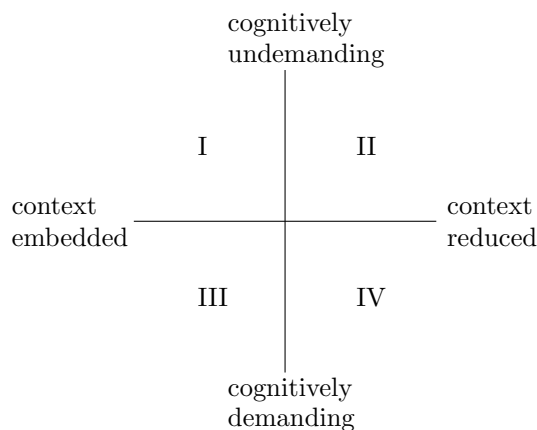 cognitively
undemanding
I
II
context
embedded
context
reduced
III
IV
cognitively
demanding